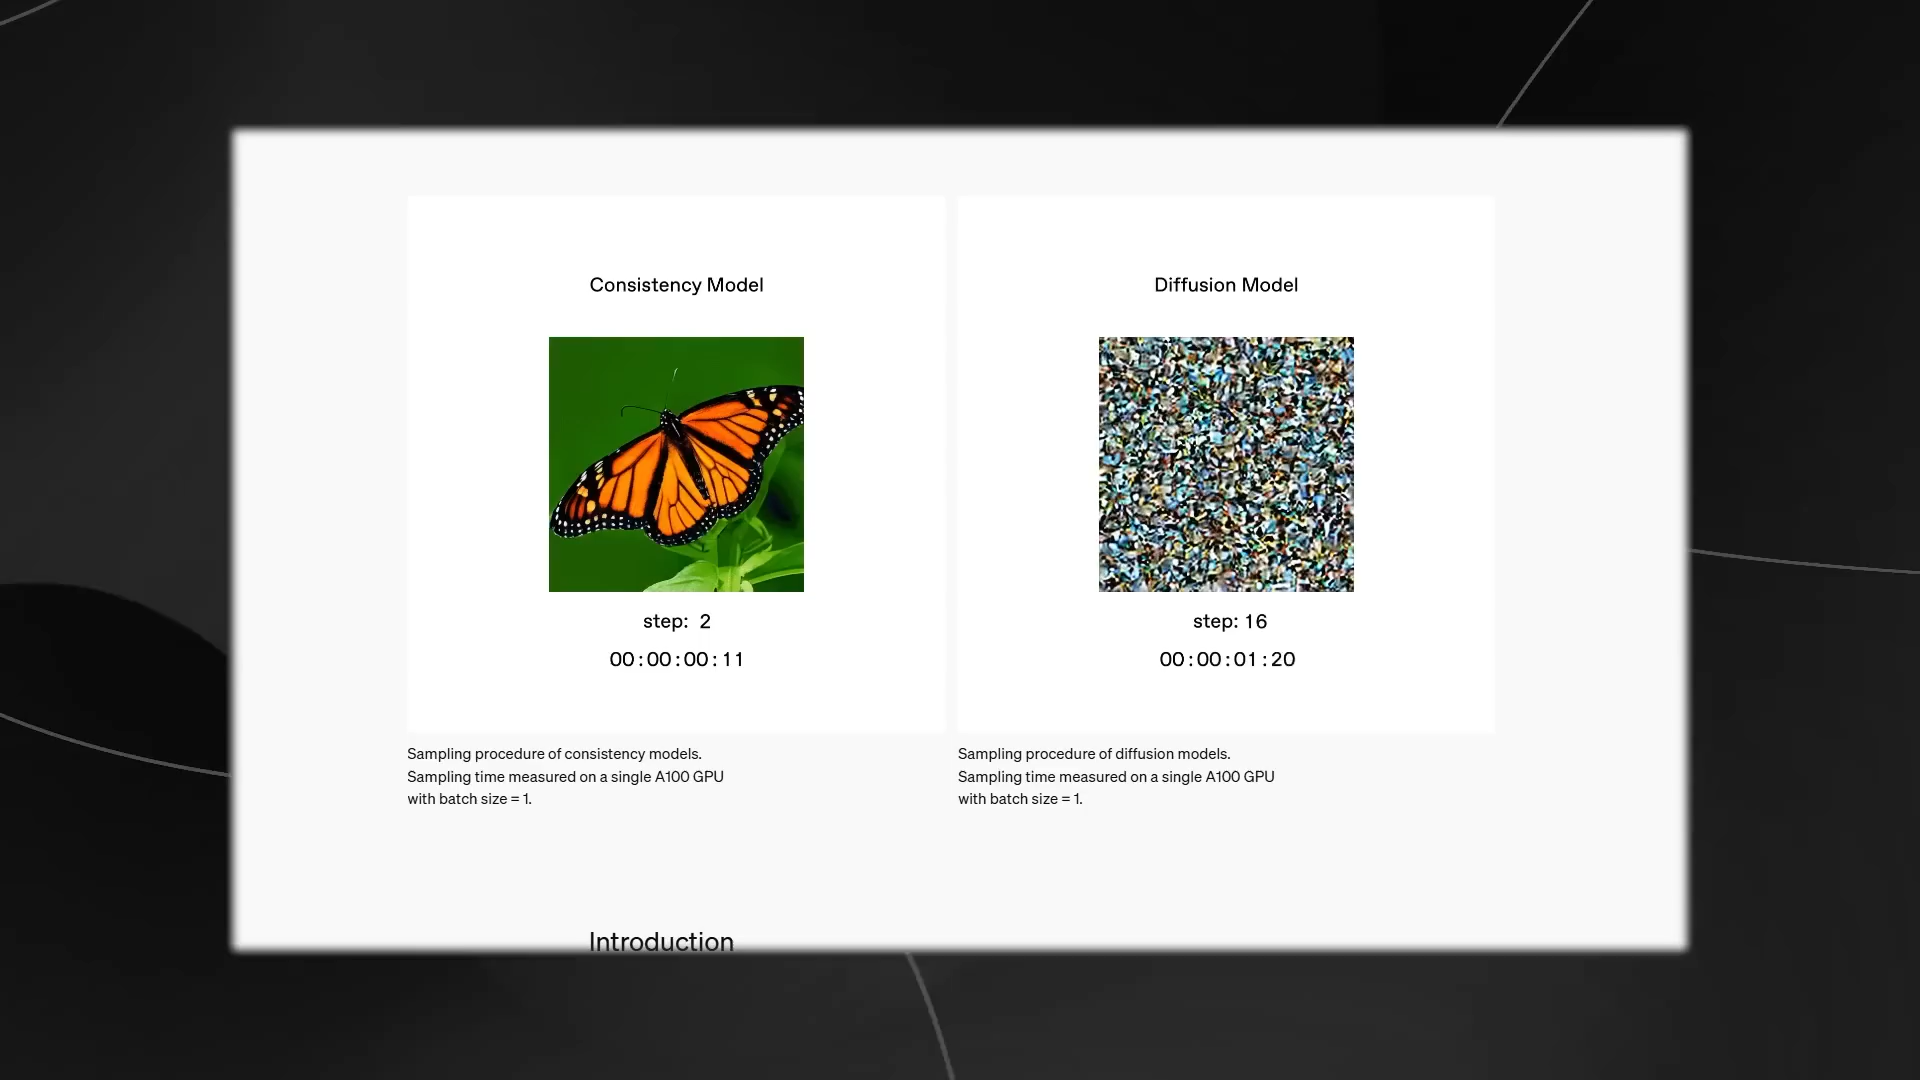 Consistency Model
Diffusion Model
step: 2
00:00:00:11
step: 16
00:00:01:20
Sampling procedure of consistency models.
Sampling time measured on a single A100 GPU
with batch size = 1.
Sampling procedure of diffusion models.
Sampling time measured on a single A100 GPU
with batch size = 1.
Introduction